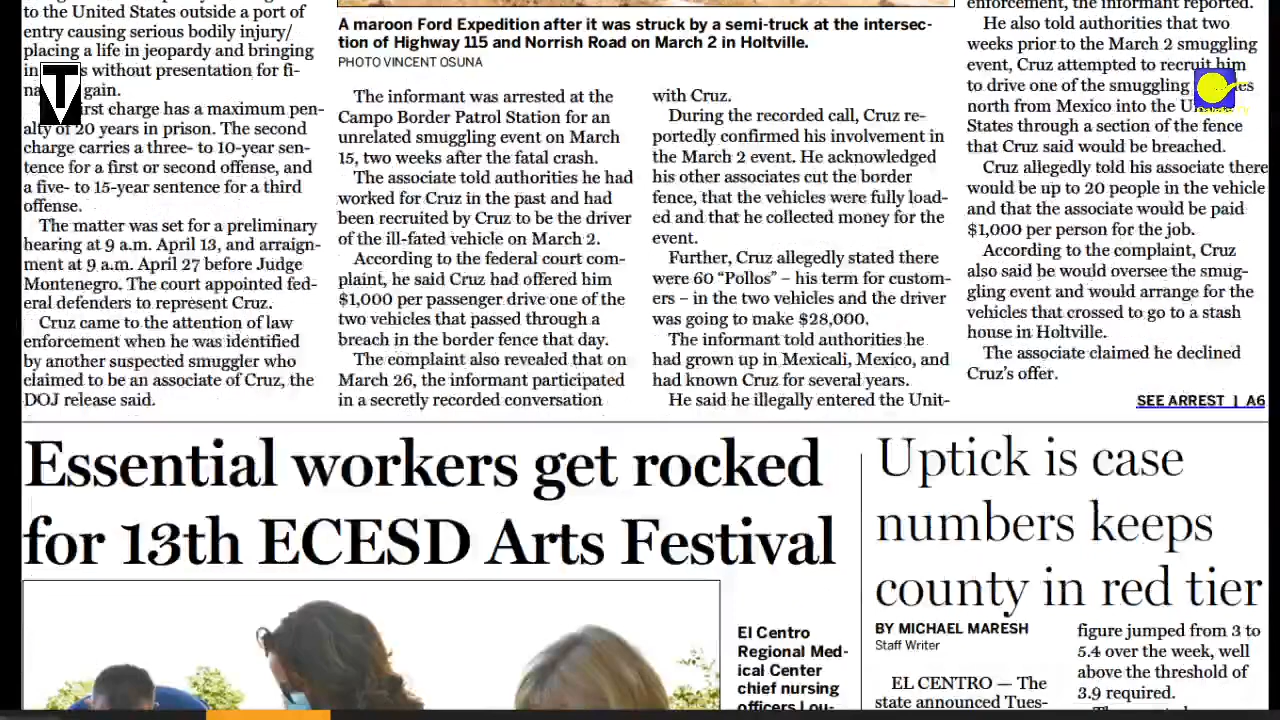 to the United States outside a port of
entry causing serious bodily injury/
placing a life in jeopardy and bringing
without presentation for fi-
gain.
first charge has a maximum pen-
alty of 20 years in prison. The second
charge carries a three- to 10-year sen-
tence for a first or second offense, and
a five- to 15-year sentence for a third
offense.
The matter was set for a preliminary
hearing at 9 a.m. April 13, and arraign-
ment at 9 a.m. April 27 before Judge
Montenegro. The court appointed fed-
eral defenders to represent Cruz.
Cruz came to the attention of law
enforcement when he was identified
by another suspected smuggler who
claimed to be an associate of Cruz, the
DOJ release said.
A maroon Ford Expedition after it was struck by a semi-truck at the intersec-
tion of Highway 115 and Norrish Road on March 2 in Holtville.
PHOTO VINCENT OSUNA
The informant was arrested at the
Campo Border Patrol Station for an
unrelated smuggling event on March
15, two weeks after the fatal crash.
The associate told authorities he had
worked for Cruz in the past and had
been recruited by Cruz to be the driver
of the ill-fated vehicle on March 2.
According to the federal court com-
plaint, he said Cruz had offered him
$1,000 per passenger drive one of the
two vehicles that passed through a
breach in the border fence that day.
The complaint also revealed that on
March 26, the informant participated
in a secretly recorded conversation
with Cruz.
During the recorded call, Cruz re-
portedly confirmed his involvement in
the March 2 event. He acknowledged
his other associates cut the border
fence, that the vehicles were fully load-
ed and that he collected money for the
event.
Further, Cruz allegedly stated there
were 60 “Pollos” – his term for custom-
ers – in the two vehicles and the driver
was going to make $28,000.
The informant told authorities he
had grown up in Mexicali, Mexico, and
had known Cruz for several years.
He said he illegally entered the Unit-
enforcement, the informant reported.
He also told authorities that two
weeks prior to the March 2 smuggling
event, Cruz attempted to recruit him
to drive one of the smuggling
north from Mexico into the
States through a section of the fence
that Cruz said would be breached.
Cruz allegedly told his associate there
would be up to 20 people in the vehicle
and that the associate would be paid
$1,000 per person for the job.
According to the complaint, Cruz
also said he would oversee the smug-
gling event and would arrange for the
vehicles that crossed to go to a stash
house in Holtville.
The associate claimed he declined
Cruz’s offer.
SEE ARREST | A6
Essential workers get rocked
for 13th ECESD Arts Festival
El Centro
Regional Med-
ical Center
chief nursing
officers Lou-
Uptick is case
numbers keeps
county in red tier
BY MICHAEL MARESH
Staff Writer
EL CENTRO — The
state announced Tues-
figure jumped from 3 to
5.4 over the week, well
above the threshold of
3.9 required.